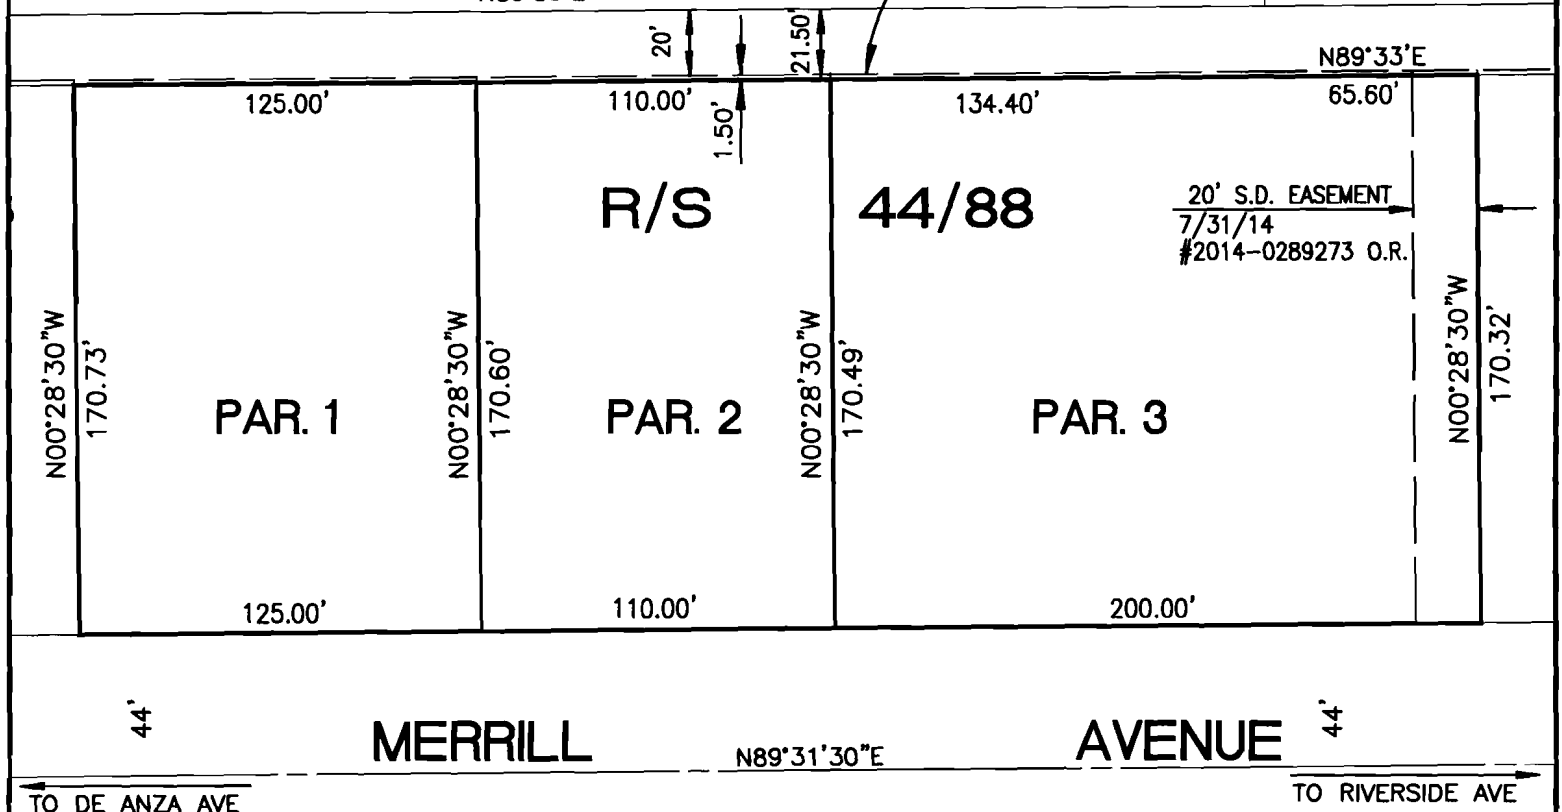 20'
21.50'
N89°33'E
125.00'
110.00'
134.40'
65.60'
1.50'
R/S 44/88
20' S.D. EASEMENT
7/31/14
#2014-0289273 O.R.
N00°28'30"W
170.73'
N00°28'30"W
170.60'
N00°28'30"W
170.49'
N00°28'30"W
170.32'
PAR. 1
PAR. 2
PAR. 3
125.00'
110.00'
200.00'
44'
MERRILL AVENUE
44'
N89°31'30"E
TO DE ANZA AVE
TO RIVERSIDE AVE